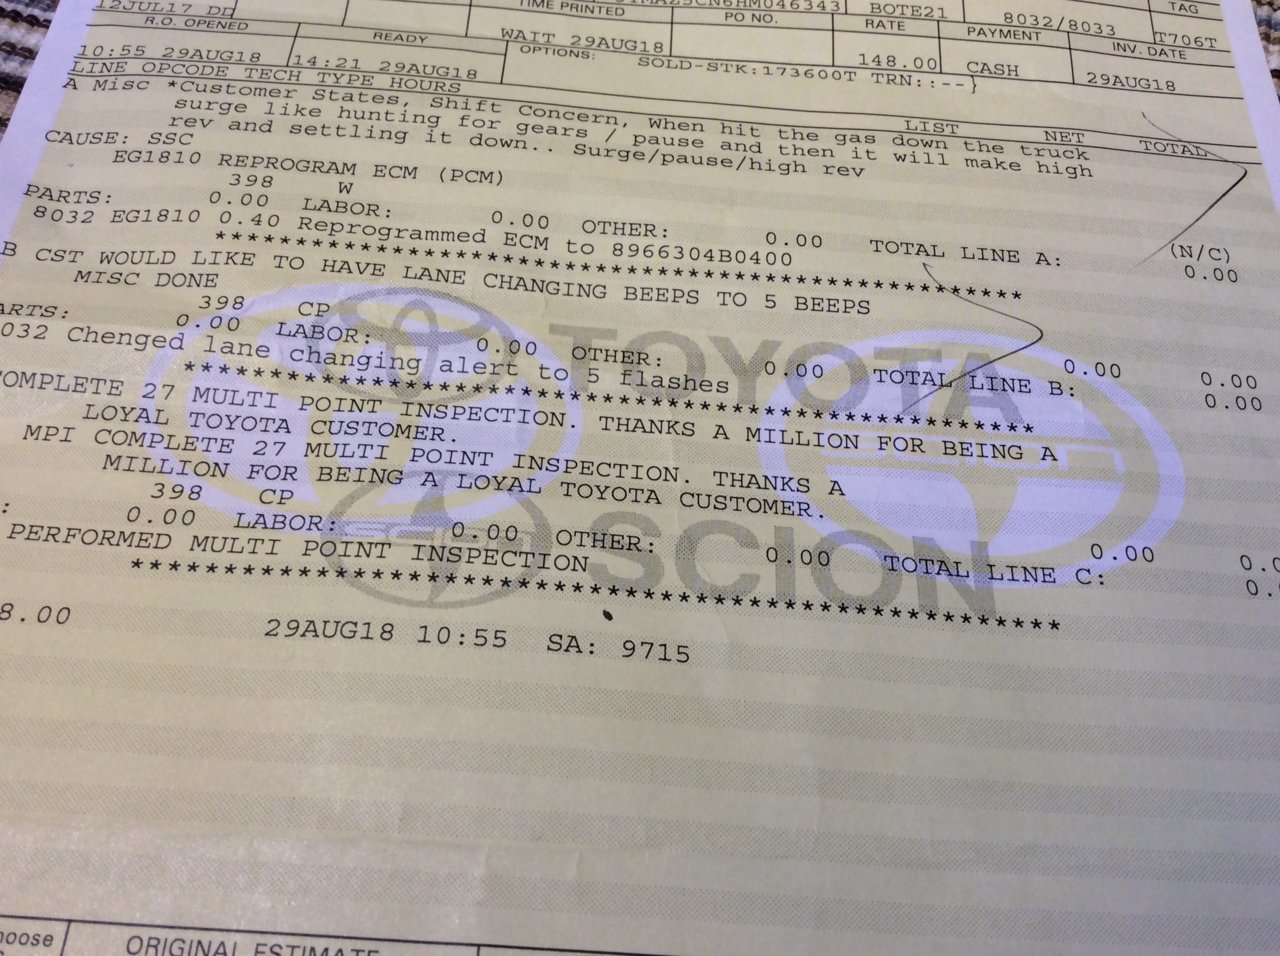 12JUL17 DD
R.O. OPENED
READY
TIME PRINTED
PO NO.
BOTE21
RATE
8032/8033
PAYMENT
TAG
T706T
INV. DATE
WAIT 29AUG18
148.00
CASH
29AUG18
10:55 29AUG18
14:21 29AUG18
OPTIONS: SOLD-STK:173600T TRN::--}
LINE OPCODE TECH TYPE HOURS
LIST NET TOTAL
A Misc *Customer States, Shift Concern, When hit the gas down the truck
surge like hunting for gears / pause and then it will make high
rev and settling it down.. Surge/pause/high rev
CAUSE: SSC
EG1810 REPROGRAM ECM (PCM)
398 W
(N/C)
PARTS: 0.00 LABOR: 0.00 OTHER: 0.00 TOTAL LINE A: 0.00
8032 EG1810 0.40 Reprogrammed ECM to 8966304B0400
B CST WOULD LIKE TO HAVE LANE CHANGING BEEPS TO 5 BEEPS
MISC DONE
398 CP
0.00 0.00
ARTS: 0.00 LABOR: 0.00 OTHER: 0.00 TOTAL LINE B: 0.00
032 Chenged lane changing alert to 5 flashes
OMPLETE 27 MULTI POINT INSPECTION. THANKS A MILLION FOR BEING A
LOYAL TOYOTA CUSTOMER.
MPI COMPLETE 27 MULTI POINT INSPECTION. THANKS A
MILLION FOR BEING A LOYAL TOYOTA CUSTOMER.
398 CP
0.00
: 0.00 LABOR: 0.00 OTHER: 0.00 TOTAL LINE C:
PERFORMED MULTI POINT INSPECTION
TOYOTA
SCION
8.00 29AUG18 10:55 SA: 9715
ORIGINAL ESTIMATE